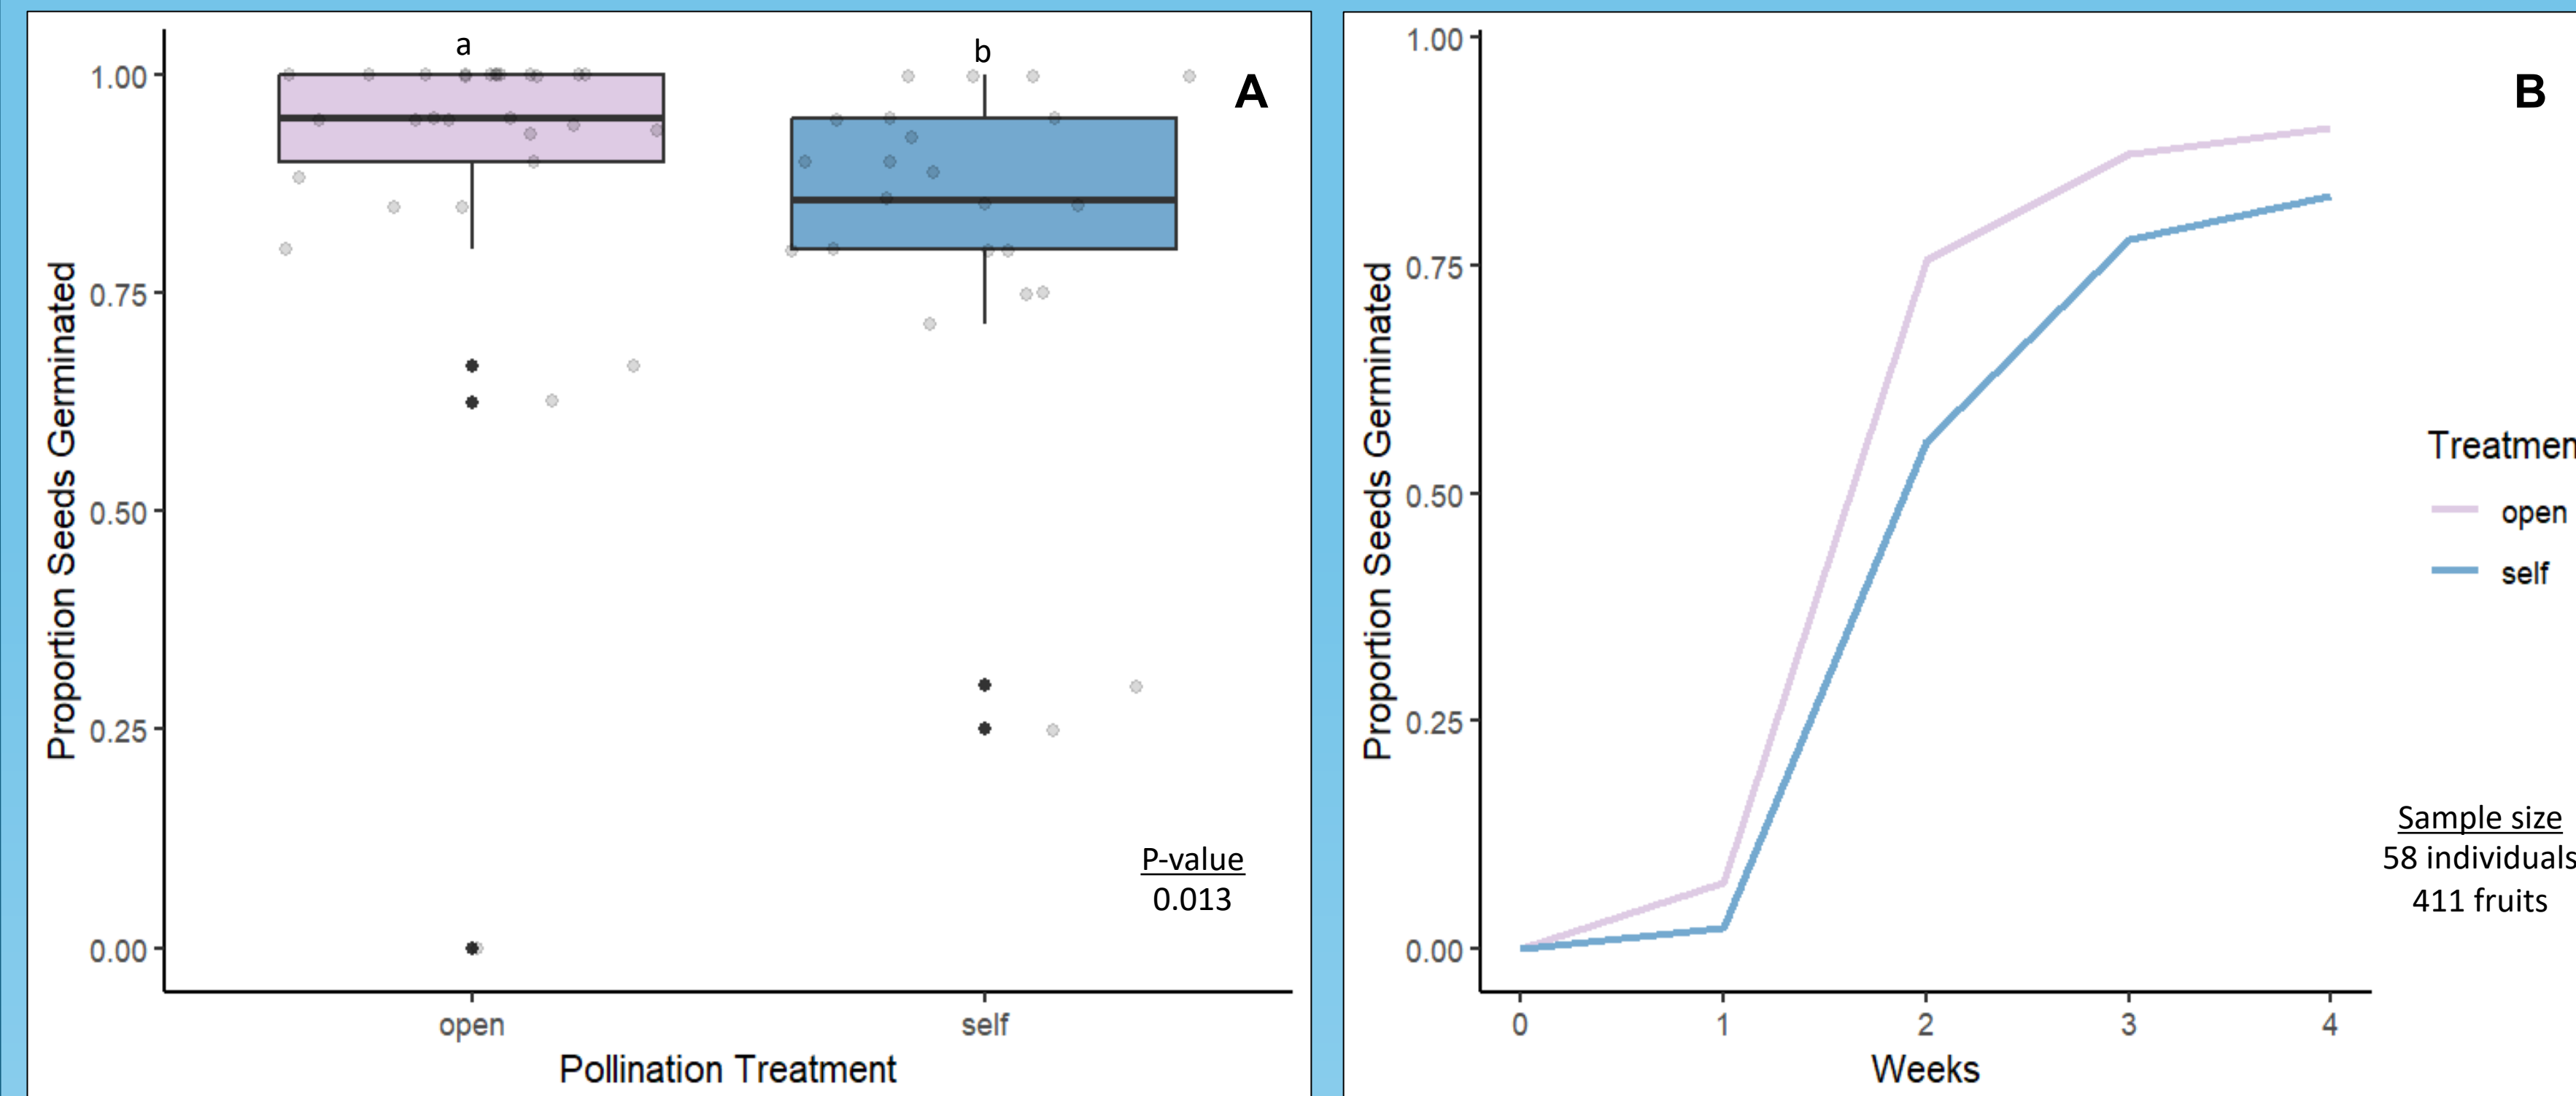 a
b
A
1.00
0.75
0.50
0.25
0.00
Proportion Seeds Germinated
open
self
Pollination Treatment
P-value
0.013
B
1.00
0.75
0.50
0.25
0.00
Proportion Seeds Germinated
0 1 2 3 4
Weeks
Treatmen
open
self
Sample size
58 individuals
411 fruits